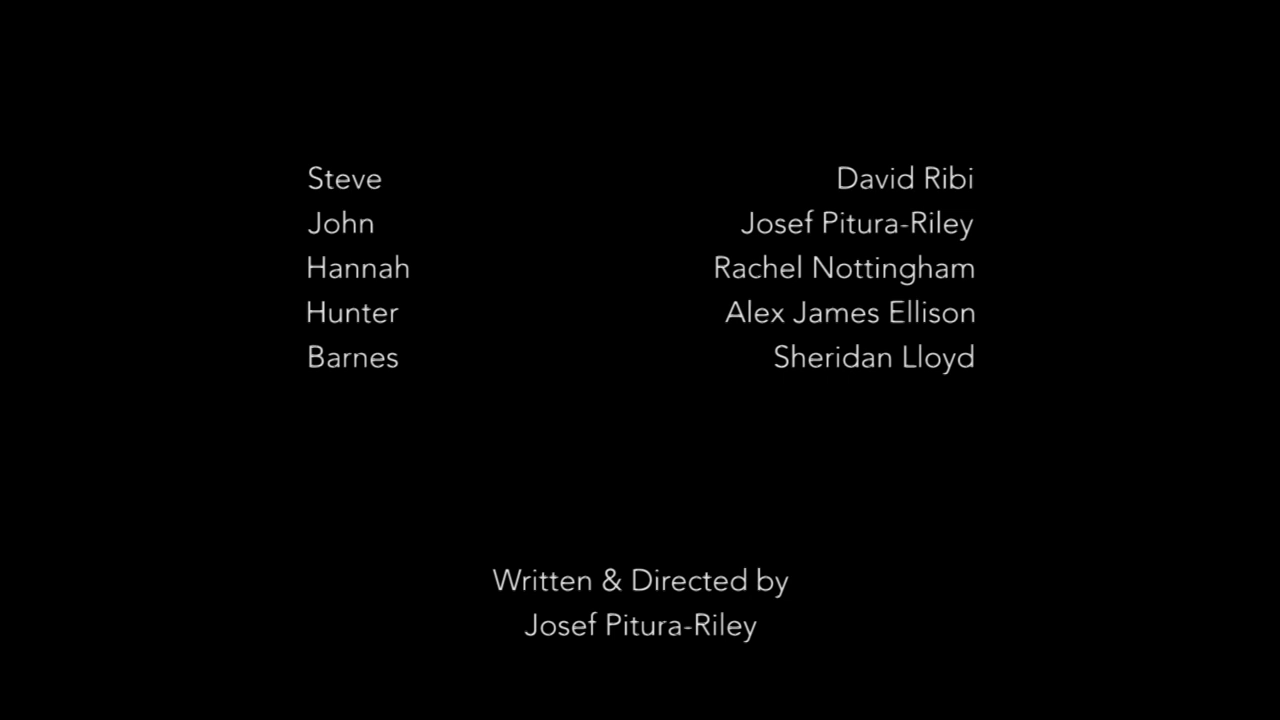 Steve David Ribi
John Josef Pitura-Riley
Hannah Rachel Nottingham
Hunter Alex James Ellison
Barnes Sheridan Lloyd
Written & Directed by
Josef Pitura-Riley